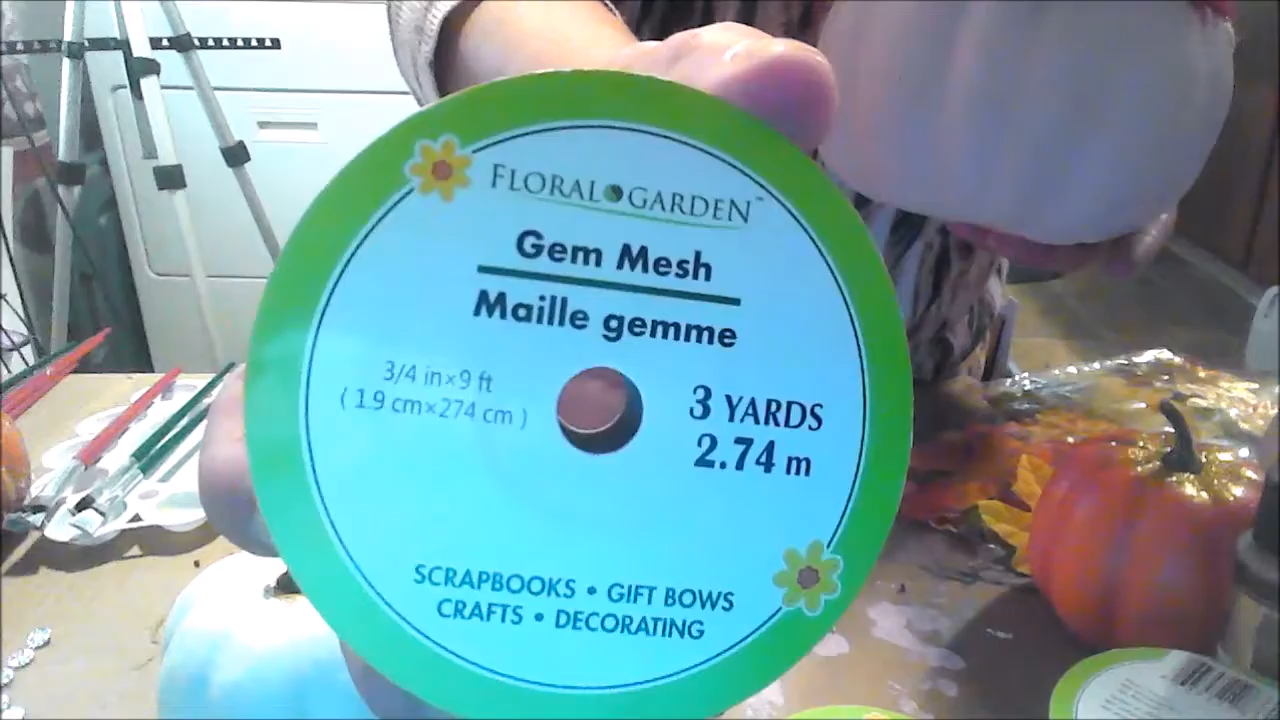 FLORAL GARDEN™
Gem Mesh
Maille gemme
3/4 in×9 ft
( 1.9 cm×274 cm )
3 YARDS
2.74 m
SCRAPBOOKS • GIFT BOWS
CRAFTS • DECORATING